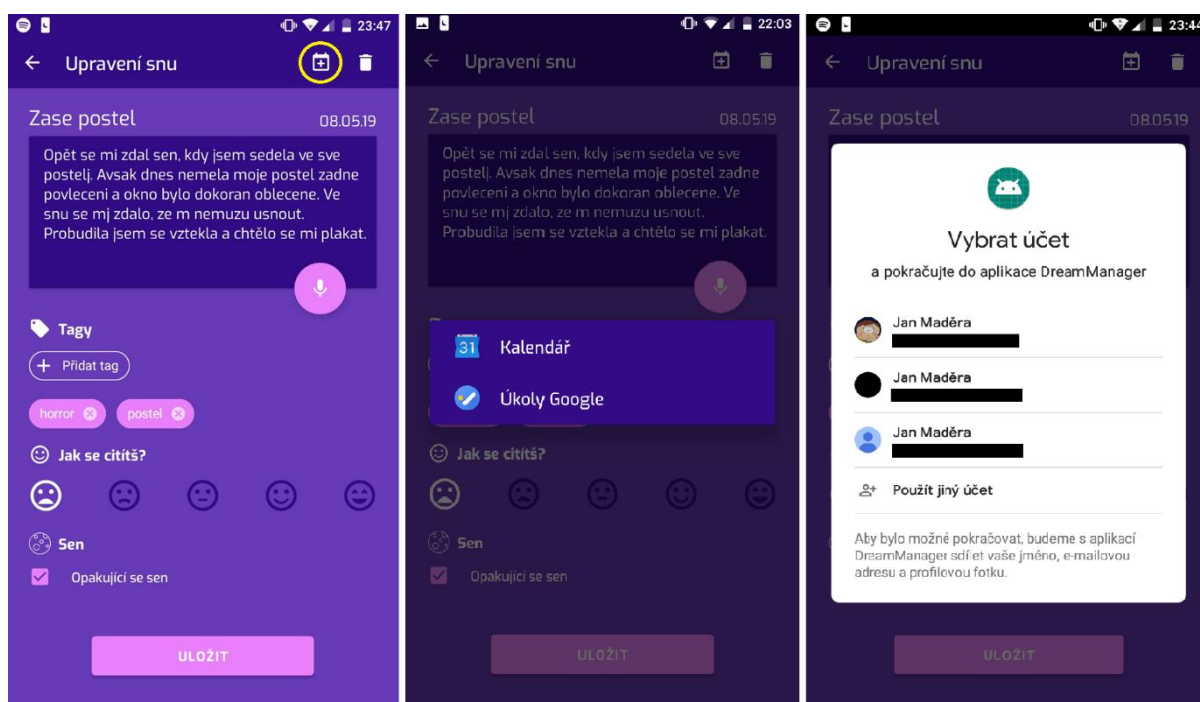 23:47
Upravení snu
Zase postel
08.05.19
Opět se mi zdal sen, kdy jsem sedela ve sve
postelj. Avsak dnes nemela moje postel zadne
povleceni a okno bylo dokoran oblecene. Ve
snu se mj zdalo, ze m nemuzu usnout.
Probudila jsem se vztekla a chtělo se mi plakat.
Tagy
Přidat tag
horror
postel
Jak se cítítš?
Sen
Opakující se sen
ULOŽIT
22:03
Upravení snu
Zase postel
08.05.19
Opět se mi zdal sen, kdy jsem sedela ve sve
postelj. Avsak dnes nemela moje postel zadne
povleceni a okno bylo dokoran oblecene. Ve
snu se mj zdalo, ze m nemuzu usnout.
Probudila jsem se vztekla a chtělo se mi plakat.
31
Kalendář
Úkoly Google
Jak se cítítš?
Sen
Opakující se sen
ULOŽIT
23:44
Upravení snu
Zase postel
08.05.19
Vybrat účet
a pokračujte do aplikace DreamManager
Jan Maděra
Jan Maděra
Jan Maděra
Použít jiný účet
Aby bylo možné pokračovat, budeme s aplikací
DreamManager sdílet vaše jméno, e-mailovou
adresu a profilovou fotku.
ULOŽIT